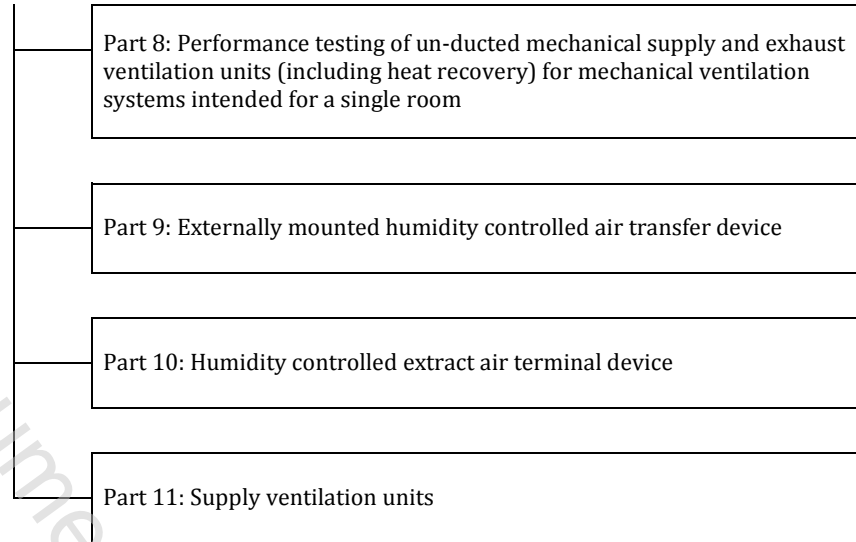 Part 8: Performance testing of un-ducted mechanical supply and exhaust
ventilation units (including heat recovery) for mechanical ventilation
systems intended for a single room
Part 9: Externally mounted humidity controlled air transfer device
Part 10: Humidity controlled extract air terminal device
Part 11: Supply ventilation units